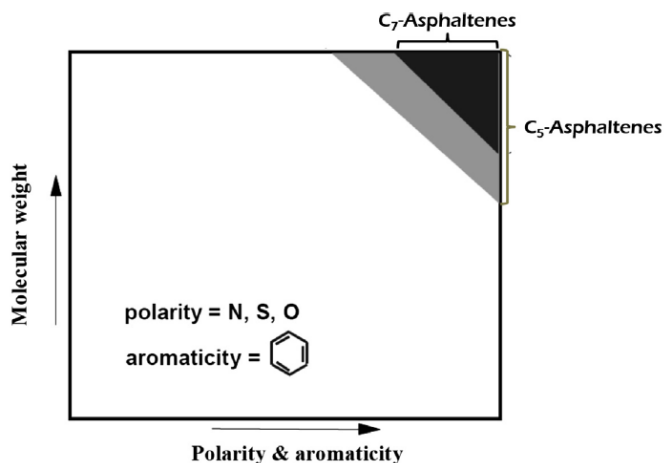 C₇-Asphaltenes
C₅-Asphaltenes
Molecular weight
polarity = N, S, O
aromaticity =
Polarity & aromaticity